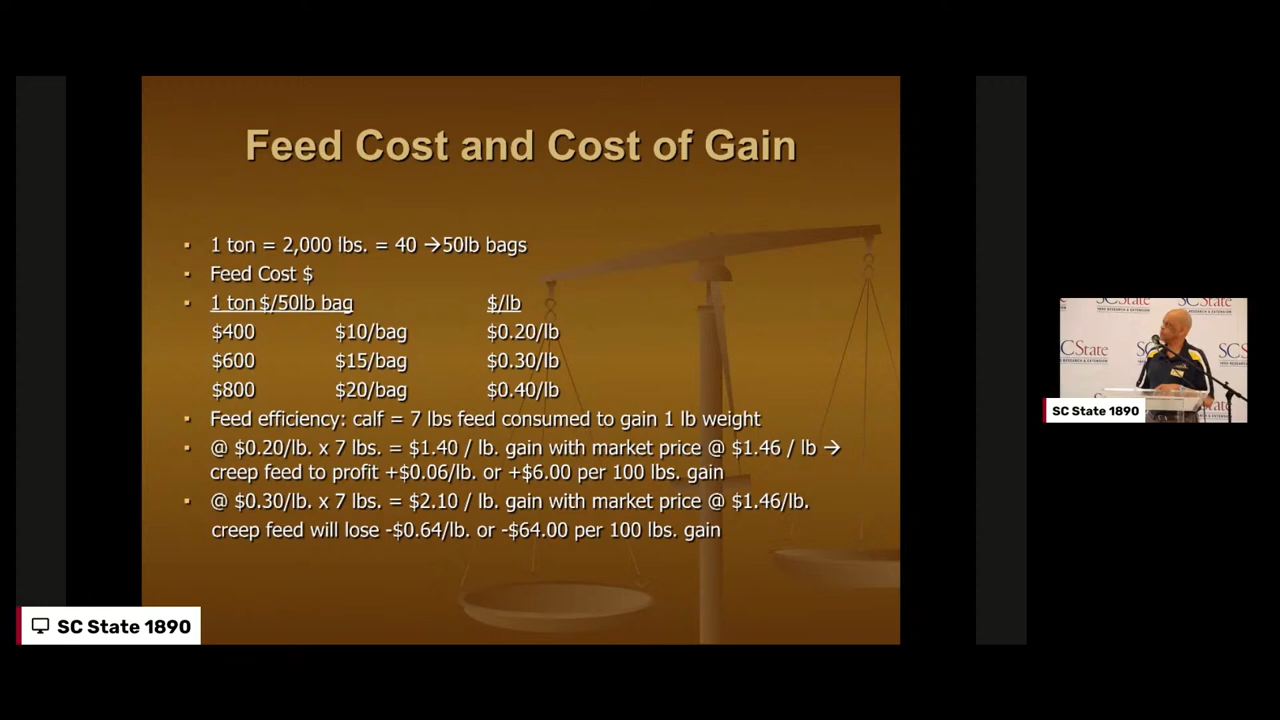 Feed Cost and Cost of Gain
▪ 1 ton = 2,000 lbs. = 40 →50lb bags
▪ Feed Cost $
▪ 1 ton $/50lb bag $/lb
$400 $10/bag $0.20/lb
$600 $15/bag $0.30/lb
$800 $20/bag $0.40/lb
▪ Feed efficiency: calf = 7 lbs feed consumed to gain 1 lb weight
▪ @ $0.20/lb. x 7 lbs. = $1.40 / lb. gain with market price @ $1.46 / lb →
creep feed to profit +$0.06/lb. or +$6.00 per 100 lbs. gain
▪ @ $0.30/lb. x 7 lbs. = $2.10 / lb. gain with market price @ $1.46/lb.
creep feed will lose -$0.64/lb. or -$64.00 per 100 lbs. gain
SC State 1890
SCState
SCState
CState
SC
SC State 1890